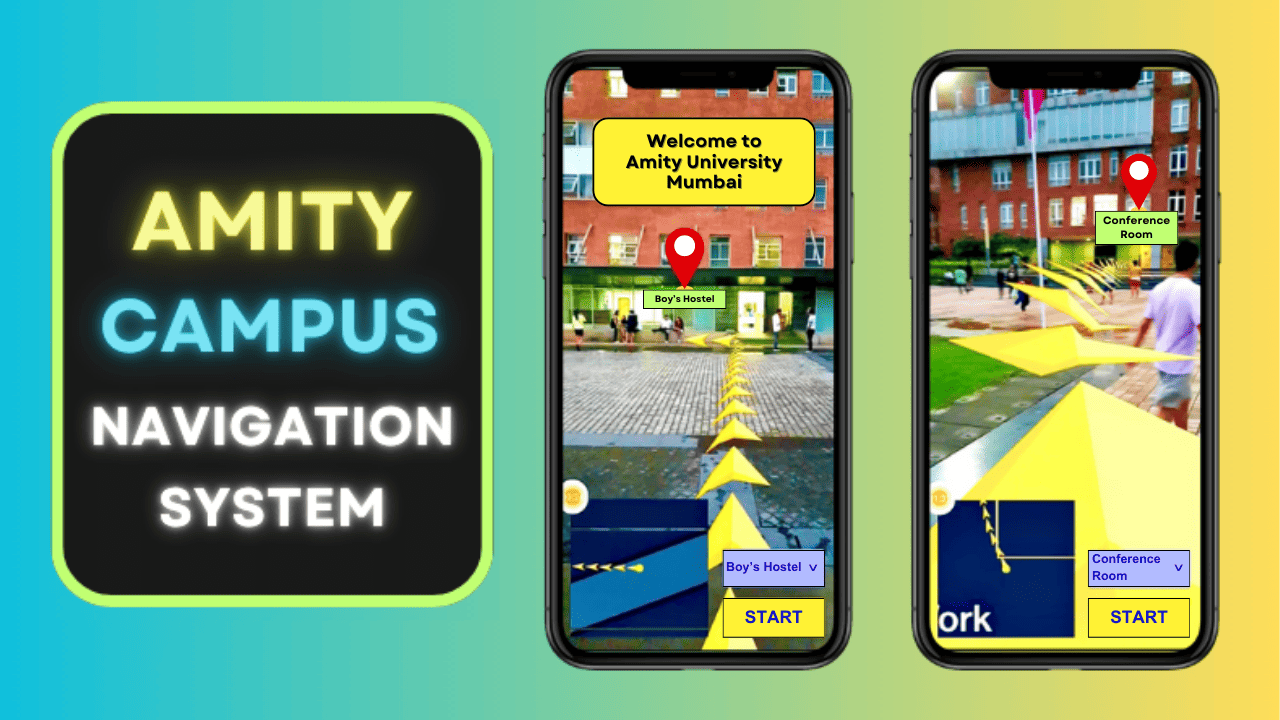 AMITY
CAMPUS
NAVIGATION
SYSTEM
Welcome to
Amity University
Mumbai
Boy's Hostel
Boy's Hostel
START
Conference
Room
ork
Conference
Room
START